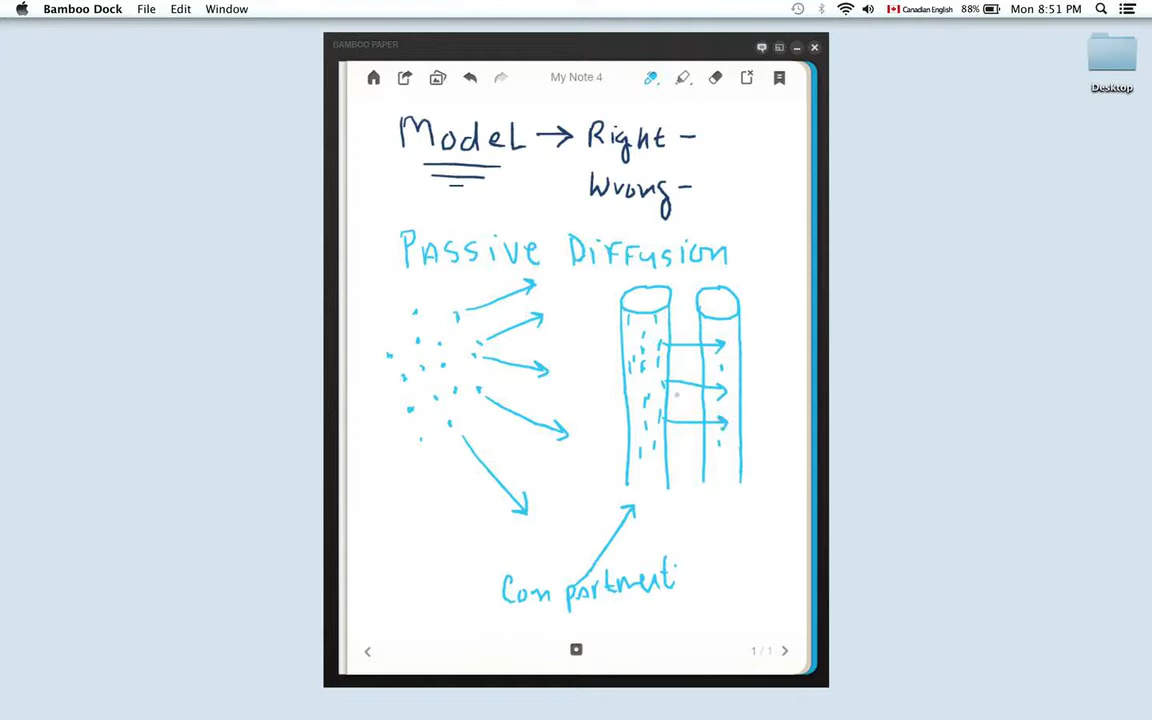 Bamboo Dock File Edit Window Canadian English 88% Mon 8:51 PM
BAMBOO PAPER
My Note 4
Desktop
Model → Right -
Wrong -
Passive Diffusion
Compartment
1 / 1